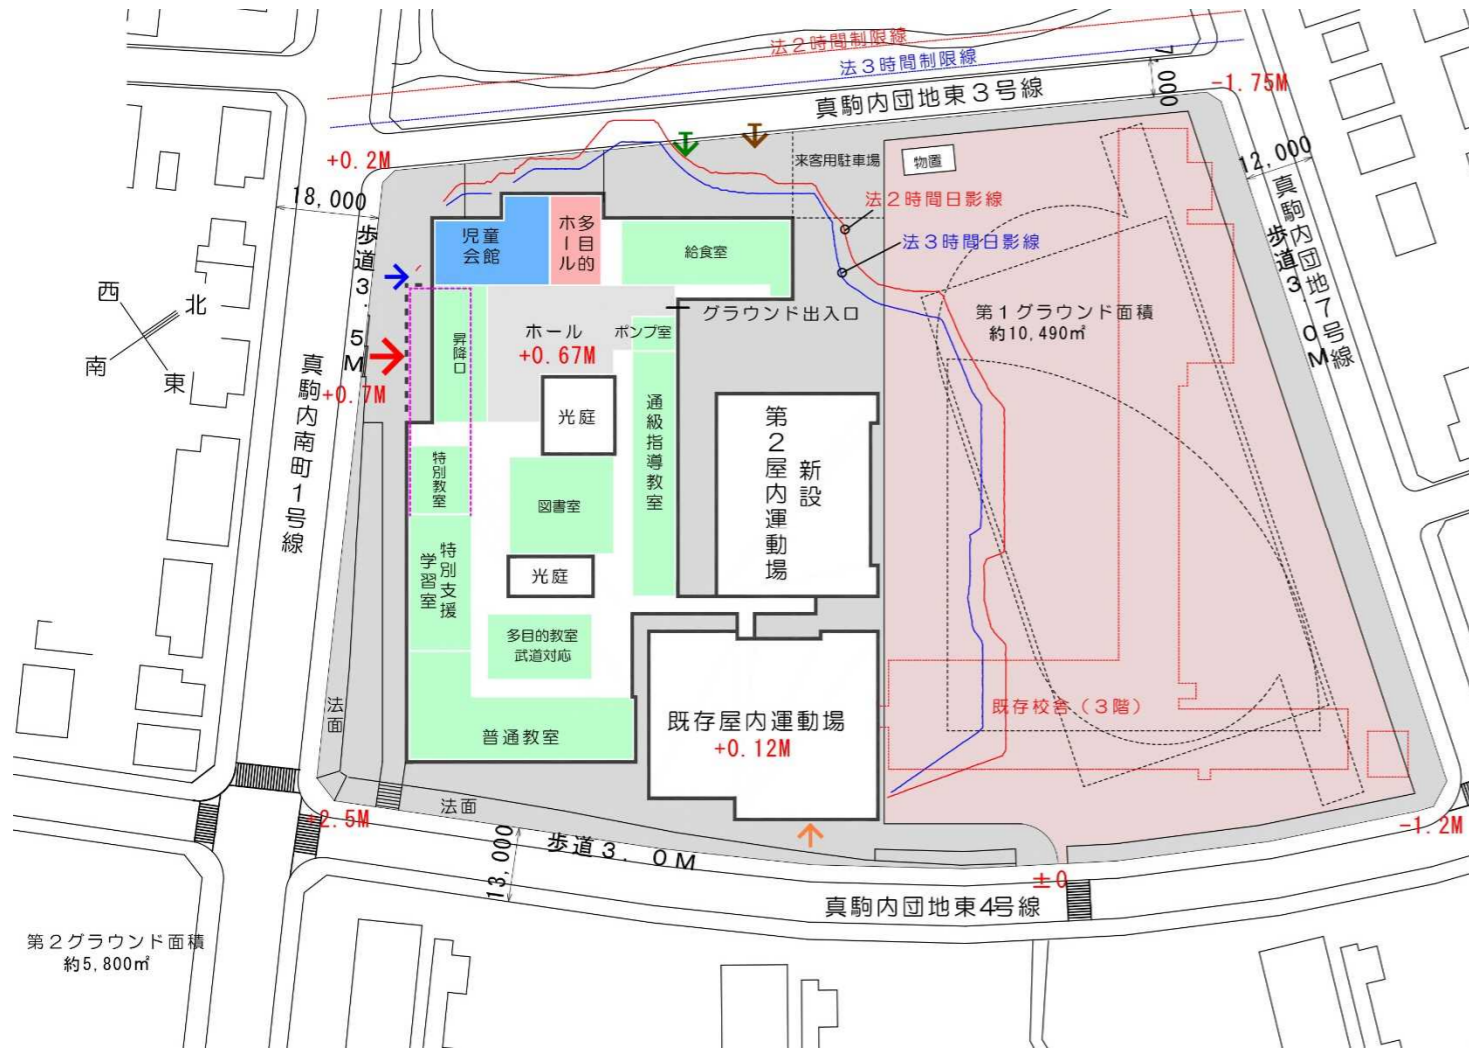 法2時間制限線
法3時間制限線
真駒内団地東3号線
7,000
-1.75M
12,000
真駒内団地7号線
歩道3.0M
+0.2M
18,000
歩道3.5M
来客用駐車場
物置
法2時間日影線
法3時間日影線
児童
会館
多目的
ホール
給食室
西
北
南
東
グラウンド出入口
第1グラウンド面積
約10,490㎡
昇降口
ホール
+0.67M
ポンプ室
+0.7M
真駒内南町1号線
光庭
通級指導教室
新設
第2屋内運動場
特別教室
図書室
特別支援
学習室
光庭
多目的教室
武道対応
法面
普通教室
既存屋内運動場
+0.12M
既存校舎(3階)
法面
+2.5M
13,000
歩道3.0M
±0
-1.2M
真駒内団地東4号線
第2グラウンド面積
約5,800㎡